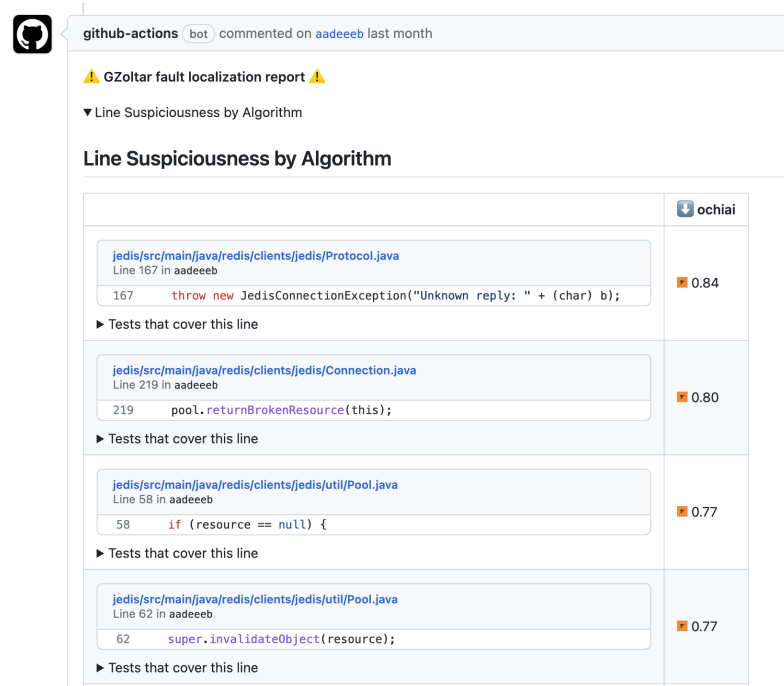 github-actions bot commented on aadeeeb last month
⚠️ GZoltar fault localization report ⚠️
▼ Line Suspiciousness by Algorithm
Line Suspiciousness by Algorithm
⬇️ ochiai
jedis/src/main/java/redis/clients/jedis/Protocol.java
Line 167 in aadeeeb
167 throw new JedisConnectionException("Unknown reply: " + (char) b);
▶ Tests that cover this line
0.84
jedis/src/main/java/redis/clients/jedis/Connection.java
Line 219 in aadeeeb
219 pool.returnBrokenResource(this);
▶ Tests that cover this line
0.80
jedis/src/main/java/redis/clients/jedis/util/Pool.java
Line 58 in aadeeeb
58 if (resource == null) {
▶ Tests that cover this line
0.77
jedis/src/main/java/redis/clients/jedis/util/Pool.java
Line 62 in aadeeeb
62 super.invalidateObject(resource);
▶ Tests that cover this line
0.77